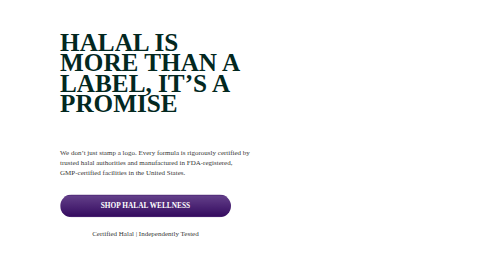 HALAL IS
MORE THAN A
LABEL, IT’S A
PROMISE
We don’t just stamp a logo. Every formula is rigorously certified by
trusted halal authorities and manufactured in FDA-registered,
GMP-certified facilities in the United States.
SHOP HALAL WELLNESS
Certified Halal | Independently Tested